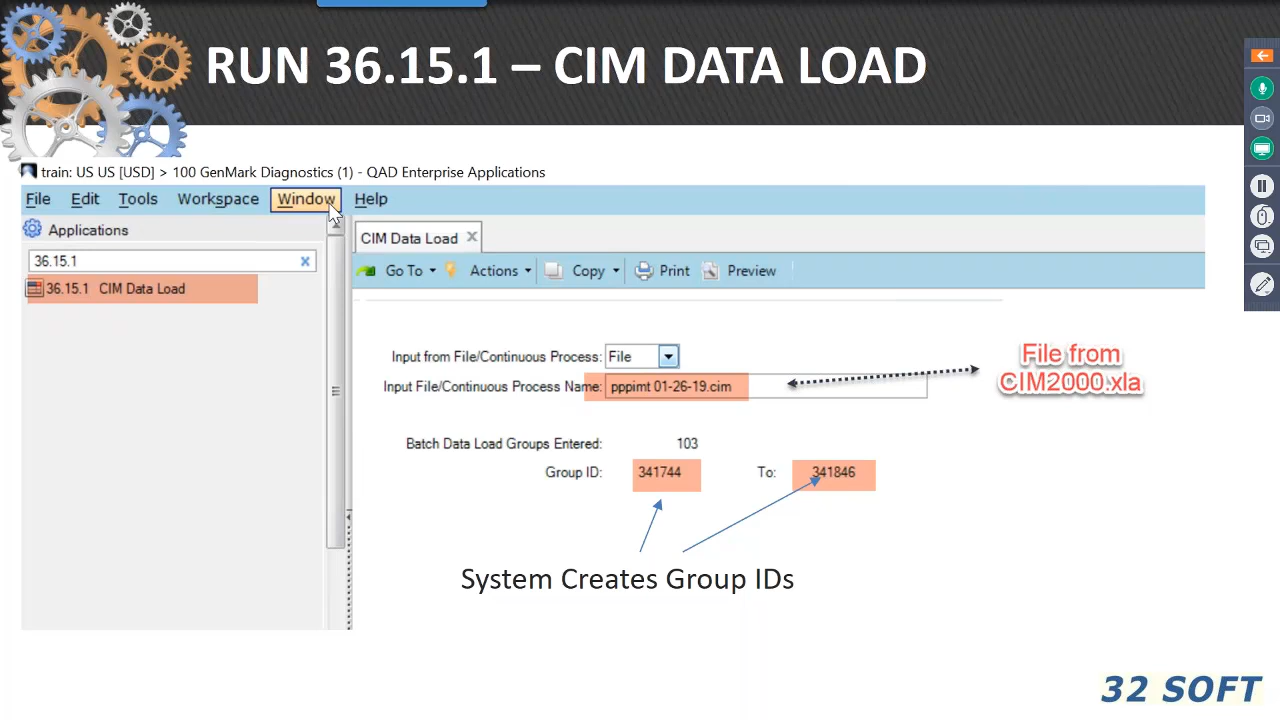 RUN 36.15.1 – CIM DATA LOAD
train: US US [USD] > 100 GenMark Diagnostics (1) - QAD Enterprise Applications
File Edit Tools Workspace Window Help
Applications
CIM Data Load
36.15.1
Go To Actions Copy Print Preview
36.15.1 CIM Data Load
Input from File/Continuous Process: File
Input File/Continuous Process Name: pppimt 01-26-19.cim
File from
CIM2000.xla
Batch Data Load Groups Entered: 103
Group ID: 341744 To: 341846
System Creates Group IDs
32 SOFT